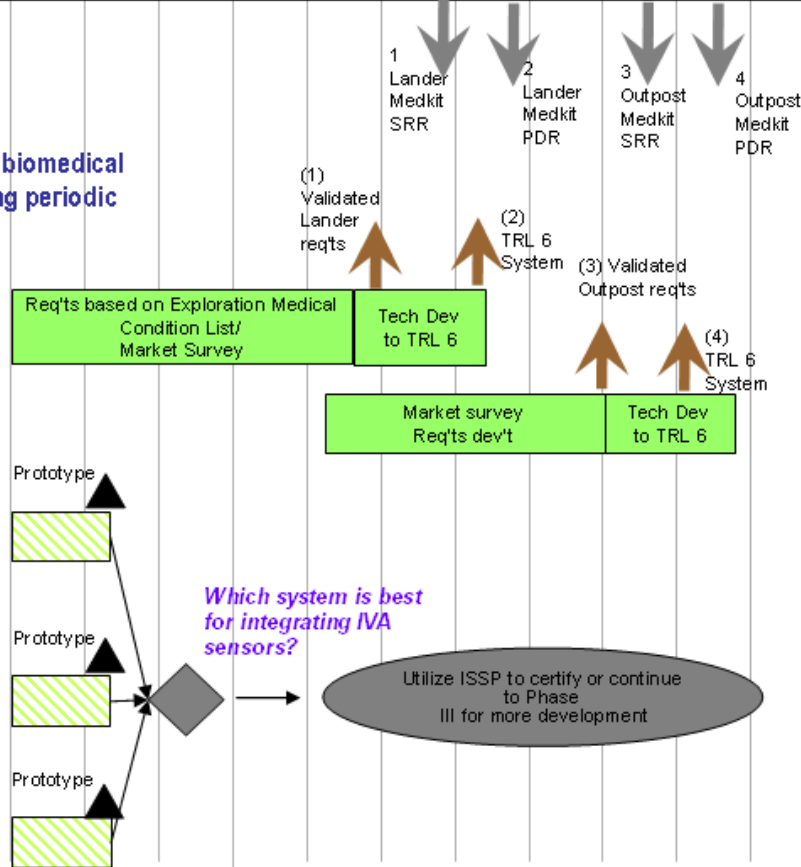 1
Lander
Medkit
SRR
2
Lander
Medkit
PDR
3
Outpost
Medkit
SRR
4
Outpost
Medkit
PDR
biomedical
ng periodic
(1)
Validated
Lander
req'ts
(2)
TRL 6
System
(3) Validated
Outpost req'ts
(4)
TRL 6
System
Req'ts based on Exploration Medical
Condition List/
Market Survey
Tech Dev
to TRL 6
Market survey
Req'ts dev't
Tech Dev
to TRL 6
Prototype
Which system is best
for integrating IVA
sensors?
Prototype
Utilize ISSP to certify or continue
to Phase
III for more development
Prototype